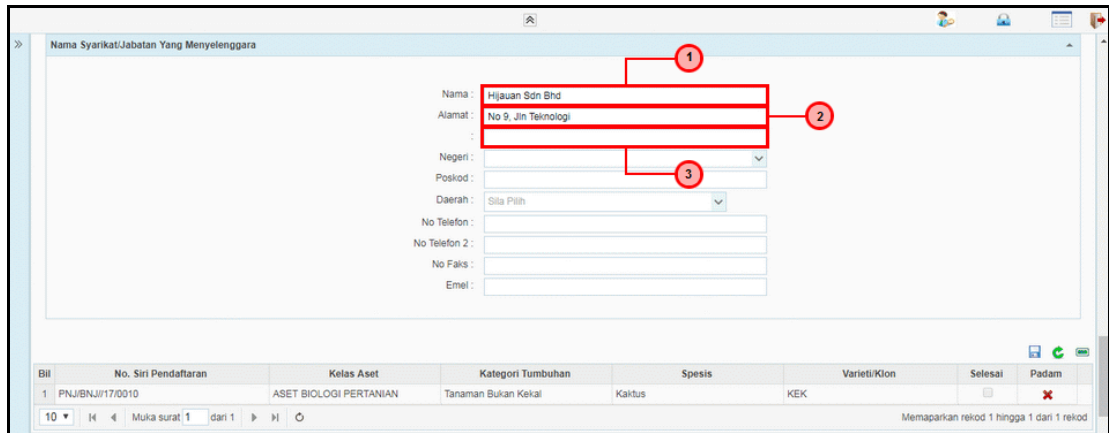 Nama Syarikat/Jabatan Yang Menyelenggara
1
Nama : Hijauan Sdn Bhd
Alamat : No 9, Jln Teknologi
2
:
Negeri :
3
Poskod :
Daerah : Sila Pilih
No Telefon :
No Telefon 2 :
No Faks :
Emel :
Bil No. Siri Pendaftaran Kelas Aset Kategori Tumbuhan Spesis Varieti/Klon Selesai Padam
1 PNJ/BNJ//17/0010 ASET BIOLOGI PERTANIAN Tanaman Bukan Kekal Kaktus KEK
10 Muka surat 1 dari 1 Memaparkan rekod 1 hingga 1 dari 1 rekod